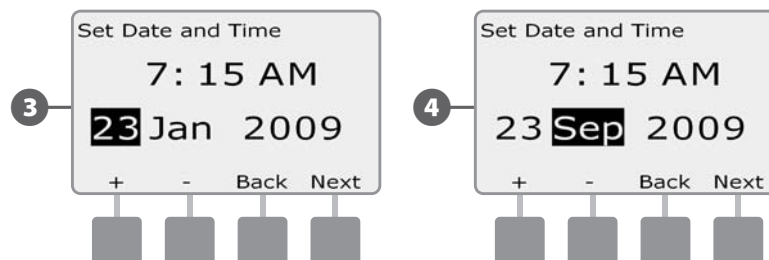 Set Date and Time
7: 15 AM
3
23 Jan 2009
+ - Back Next
Set Date and Time
7: 15 AM
4
23 Sep 2009
+ - Back Next